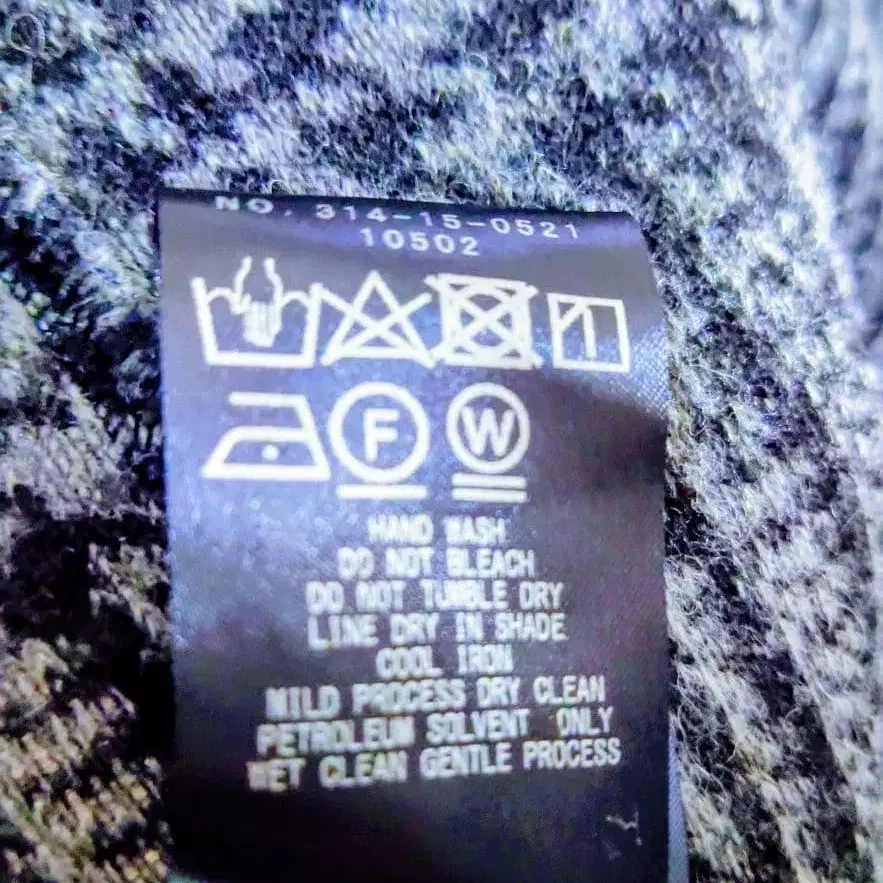 NO. 314-15-0521
10502
F W
HAND WASH
DO NOT BLEACH
DO NOT TUMBLE DRY
LINE DRY IN SHADE
COOL IRON
MILD PROCESS DRY CLEAN
PETROLEUM SOLVENT ONLY
WET CLEAN GENTLE PROCESS